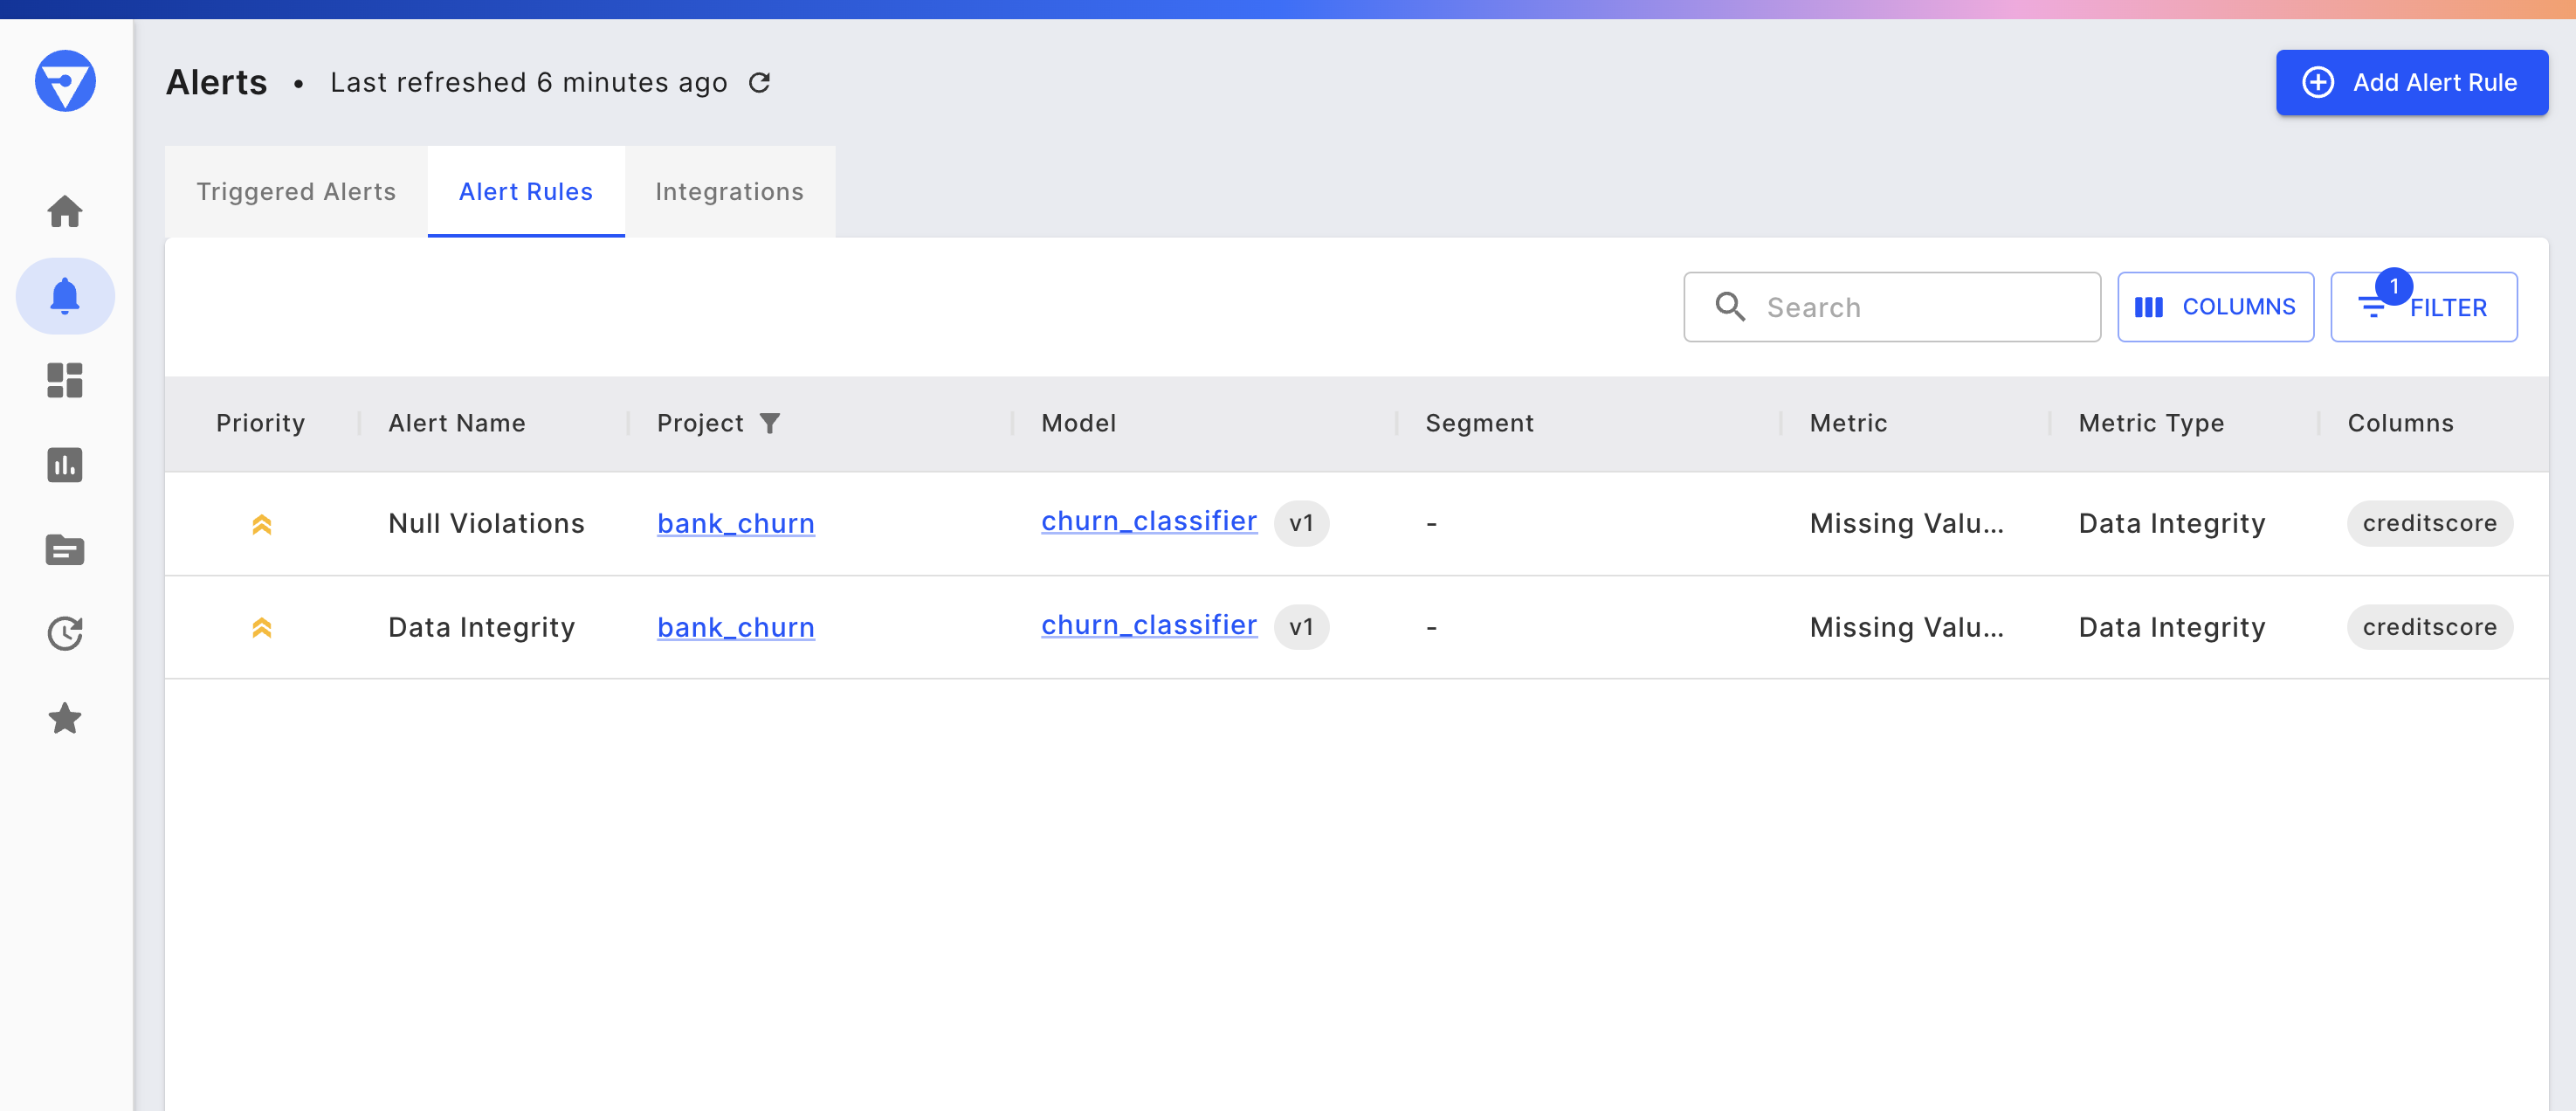 Alerts • Last refreshed 6 minutes ago
Add Alert Rule
Triggered Alerts Alert Rules Integrations
Search COLUMNS 1 FILTER
Priority Alert Name Project Model Segment Metric Metric Type Columns
Null Violations bank_churn churn_classifier v1 - Missing Valu... Data Integrity creditscore
Data Integrity bank_churn churn_classifier v1 - Missing Valu... Data Integrity creditscore